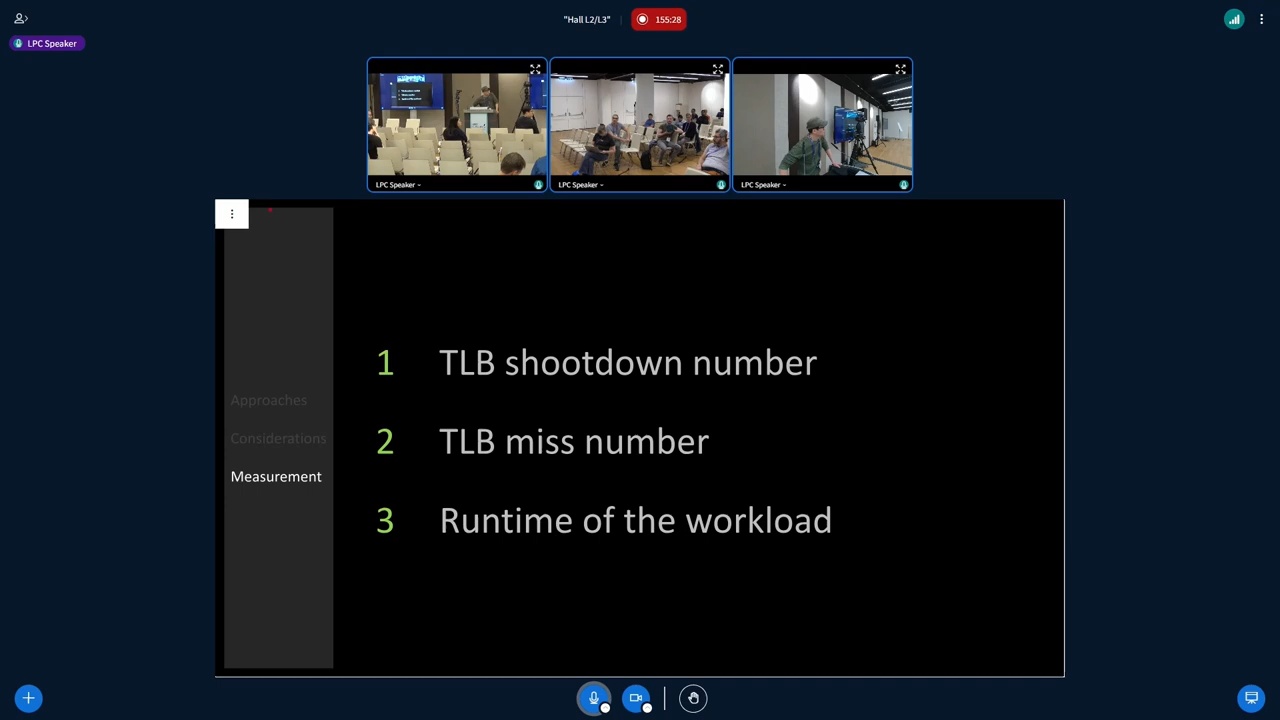 "Hall L2/L3"
155:28
LPC Speaker
LPC Speaker
LPC Speaker
LPC Speaker
1 TLB shootdown number
2 TLB miss number
3 Runtime of the workload
Approaches
Considerations
Measurement